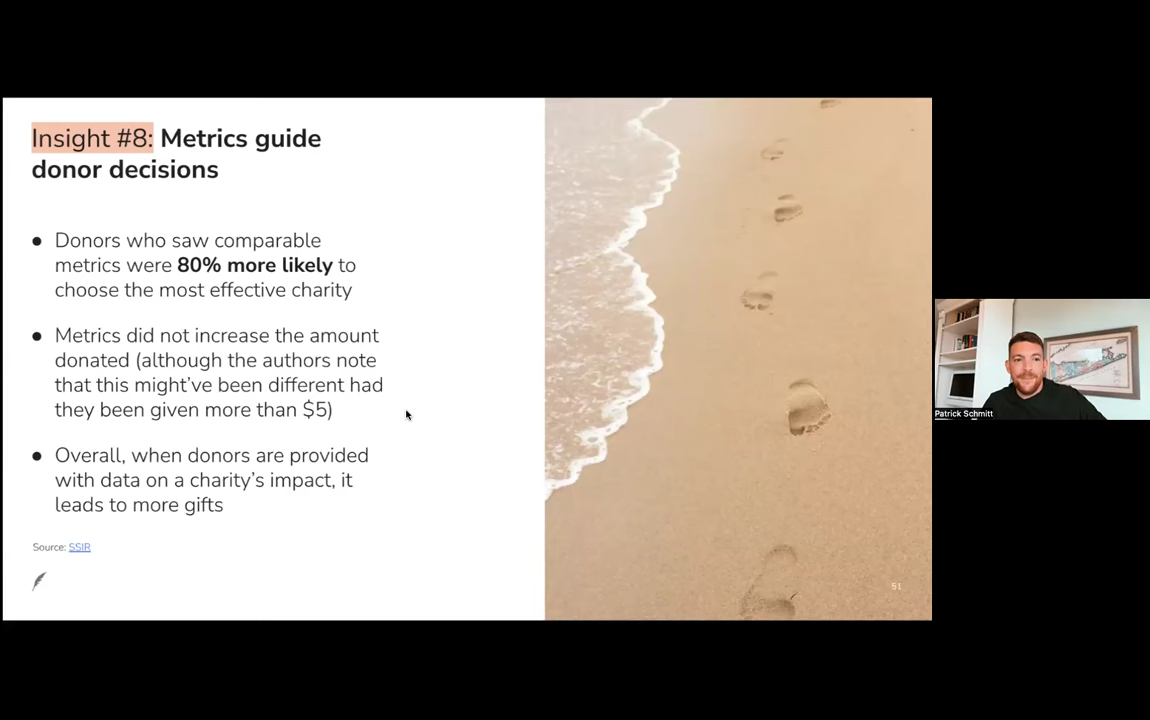 Insight #8: Metrics guide
donor decisions
● Donors who saw comparable
metrics were 80% more likely to
choose the most effective charity
● Metrics did not increase the amount
donated (although the authors note
that this might’ve been different had
they been given more than $5)
● Overall, when donors are provided
with data on a charity’s impact, it
leads to more gifts
Source: SSIR
51
Patrick Schmitt